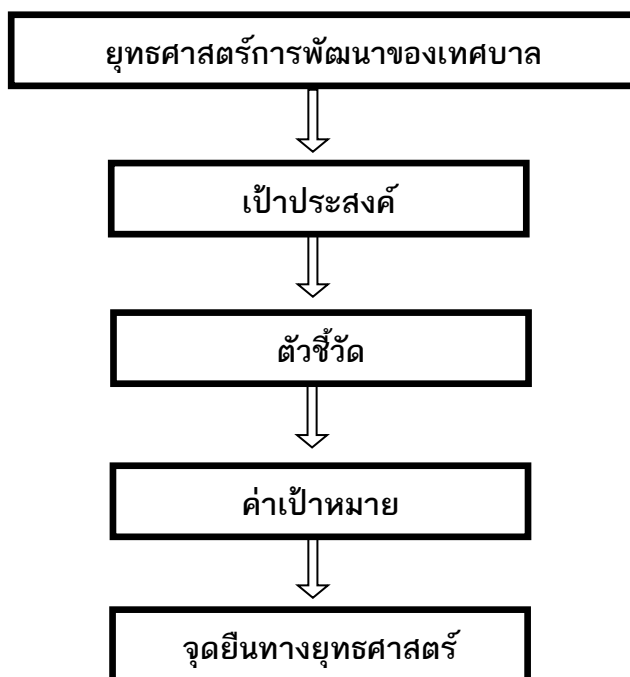 ยุทธศาสตร์การพัฒนาของเทศบาล
เป้าประสงค์
ตัวชี้วัด
ค่าเป้าหมาย
จุดยืนทางยุทธศาสตร์